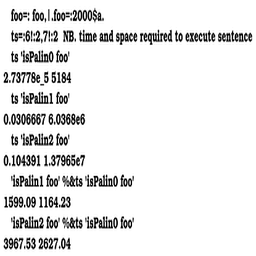 foo=: foo,|.foo=:2000$a.
ts=:6!:2,7!:2  NB. time and space required to execute sentence
ts 'isPalin0 foo'
2.73778e_5 5184
ts 'isPalin1 foo'
0.0306667 6.0368e6
ts 'isPalin2 foo'
0.104391 1.37965e7
'isPalin1 foo' %&ts 'isPalin0 foo'
1599.09 1164.23
'isPalin2 foo' %&ts 'isPalin0 foo'
3967.53 2627.04